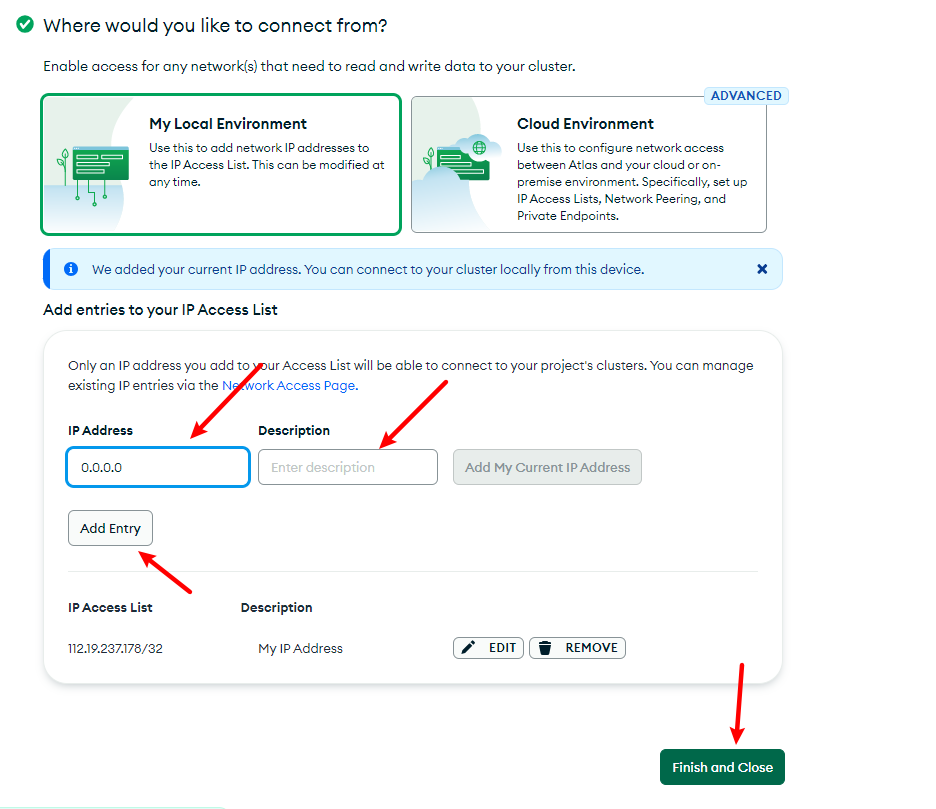 Where would you like to connect from?
Enable access for any network(s) that need to read and write data to your cluster.
ADVANCED
My Local Environment
Use this to add network IP addresses to
the IP Access List. This can be modified at
any time.
Cloud Environment
Use this to configure network access
between Atlas and your cloud or on-
premise environment. Specifically, set up
IP Access Lists, Network Peering, and
Private Endpoints.
We added your current IP address. You can connect to your cluster locally from this device.
Add entries to your IP Access List
Only an IP address you add to your Access List will be able to connect to your project's clusters. You can manage
existing IP entries via the Network Access Page.
IP Address Description
0.0.0.0 Enter description Add My Current IP Address
Add Entry
IP Access List Description
112.19.237.178/32 My IP Address EDIT REMOVE
Finish and Close